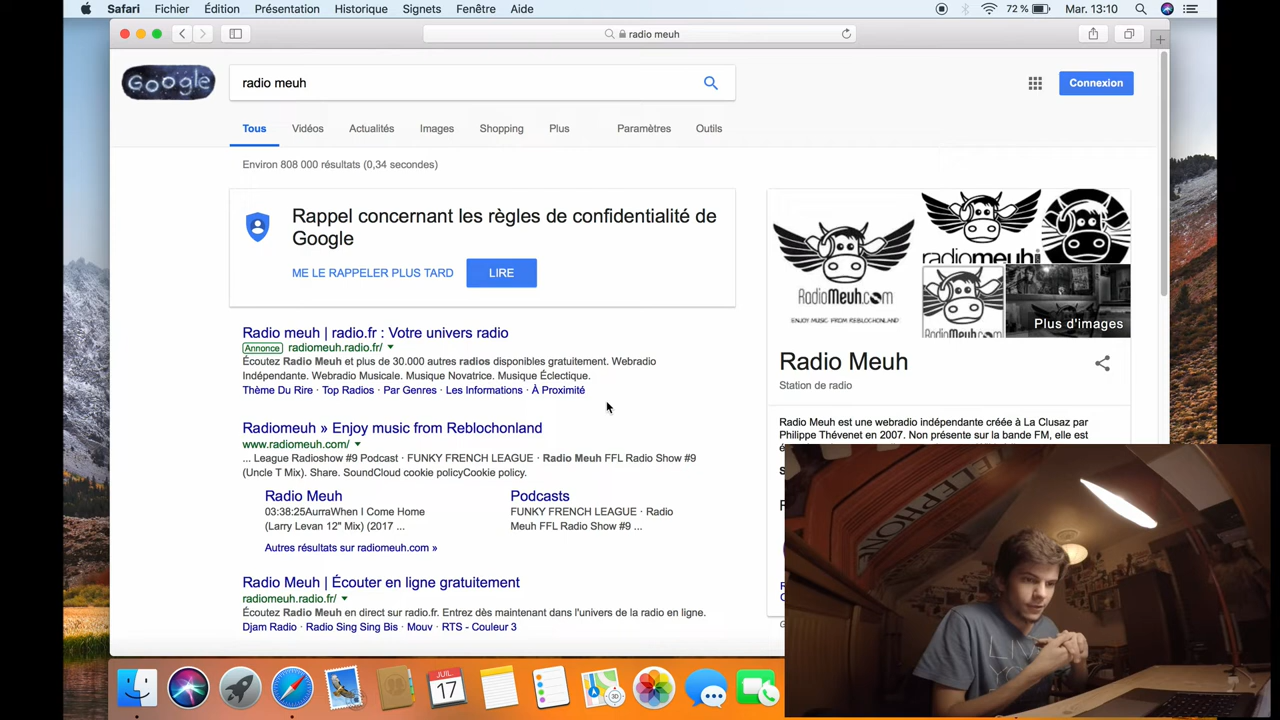 Safari Fichier Édition Présentation Historique Signets Fenêtre Aide 72 % Mar. 13:10
radio meuh
Google radio meuh Connexion
Tous Vidéos Actualités Images Shopping Plus Paramètres Outils
Environ 808 000 résultats (0,34 secondes)
Rappel concernant les règles de confidentialité de
Google
ME LE RAPPELER PLUS TARD LIRE
Radio meuh | radio.fr : Votre univers radio
Annonce radiomeuh.radio.fr/
Écoutez Radio Meuh et plus de 30.000 autres radios disponibles gratuitement. Webradio
Indépendante. Webradio Musicale. Musique Novatrice. Musique Éclectique.
Thème Du Rire · Top Radios · Par Genres · Les Informations · À Proximité
Radiomeuh » Enjoy music from Reblochonland
www.radiomeuh.com/
... League Radioshow #9 Podcast · FUNKY FRENCH LEAGUE · Radio Meuh FFL Radio Show #9
(Uncle T Mix). Share. SoundCloud cookie policyCookie policy.
Radio Meuh
03:38:25AurraWhen I Come Home
(Larry Levan 12" Mix) (2017 ...
Podcasts
FUNKY FRENCH LEAGUE · Radio
Meuh FFL Radio Show #9 ...
Autres résultats sur radiomeuh.com »
Radio Meuh | Écouter en ligne gratuitement
radiomeuh.radio.fr/
Écoutez Radio Meuh en direct sur radio.fr. Entrez dès maintenant dans l'univers de la radio en ligne.
Djam Radio · Radio Sing Sing Bis · Mouv · RTS - Couleur 3
RadioMeuh.com
ENJOY MUSIC FROM REBLOCHONLAND
radiomeuh
RadioMeuh
Plus d'images
Radio Meuh
Station de radio
Radio Meuh est une webradio indépendante créée à La Clusaz par
Philippe Thévenet en 2007. Non présente sur la bande FM, elle est
JUIL.
17
3D